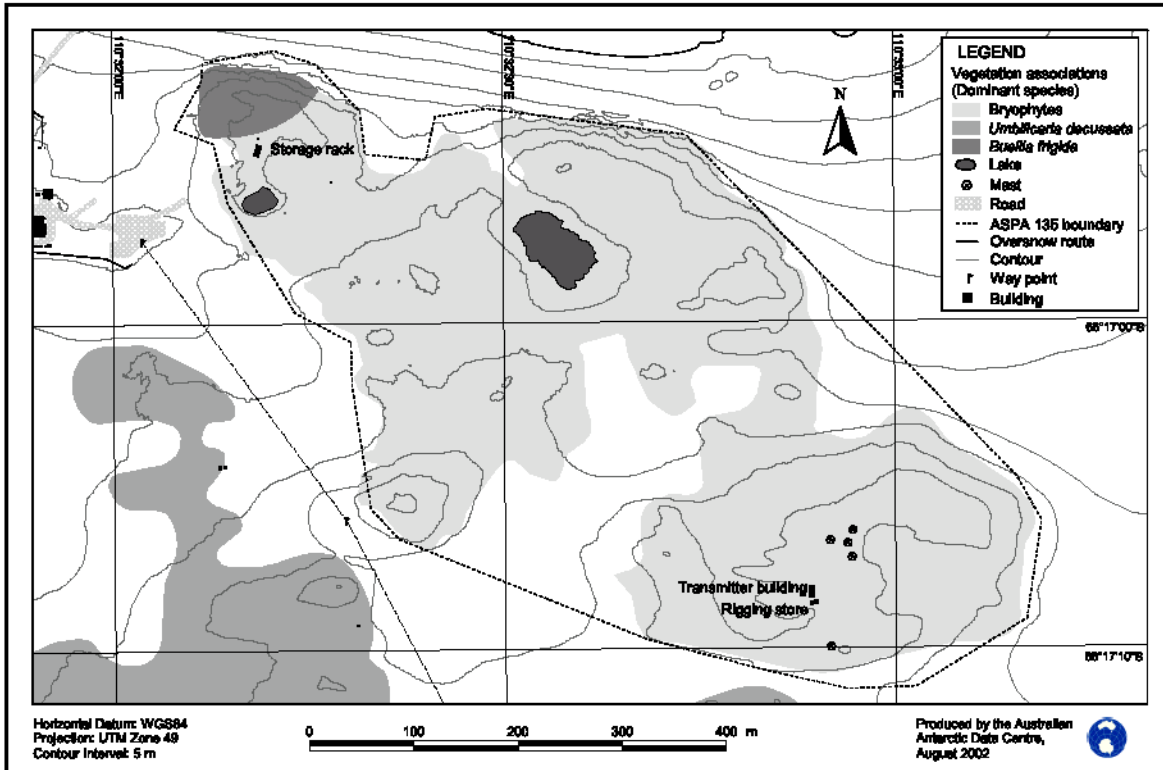 110°32'0"E
110°32'30"E
110°33'00"E
N
LEGEND
Vegetation associations
(Dominant species)
Bryophytes
Umbilicaria decussata
Buellia frigida
Lake
Mast
Road
ASPA 135 boundary
Oversnow route
Contour
Way point
Building
Storage rack
66°17'00"S
Transmitter building
Rigging store
66°17'10"S
Horizontal Datum: WGS84
Projection: UTM Zone 49
Contour Interval: 5 m
0 100 200 300 400 m
Produced by the Australian
Antarctic Data Centre,
August 2002